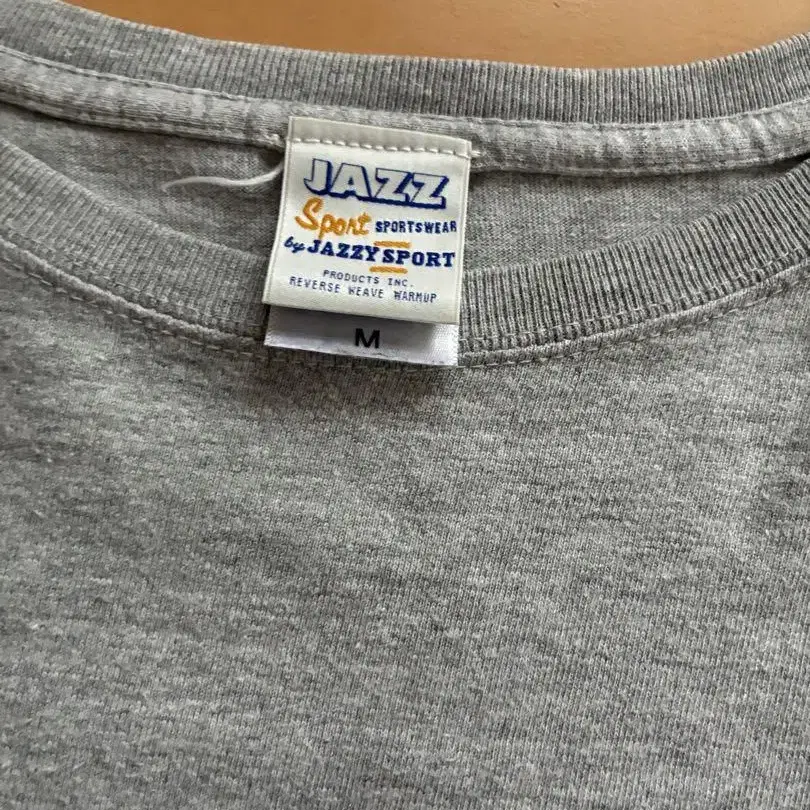 JAZZ
Sport SPORTSWEAR
by JAZZY SPORT
PRODUCTS INC.
REVERSE WEAVE WARMUP
M